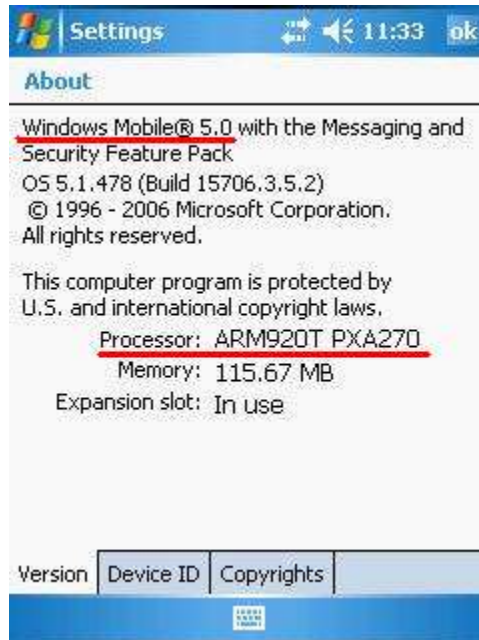 Settings 11:33 ok
About
Windows Mobile® 5.0 with the Messaging and
Security Feature Pack
OS 5.1.478 (Build 15706.3.5.2)
© 1996 - 2006 Microsoft Corporation.
All rights reserved.
This computer program is protected by
U.S. and international copyright laws.
Processor: ARM920T PXA270
Memory: 115.67 MB
Expansion slot: In use
Version Device ID Copyrights